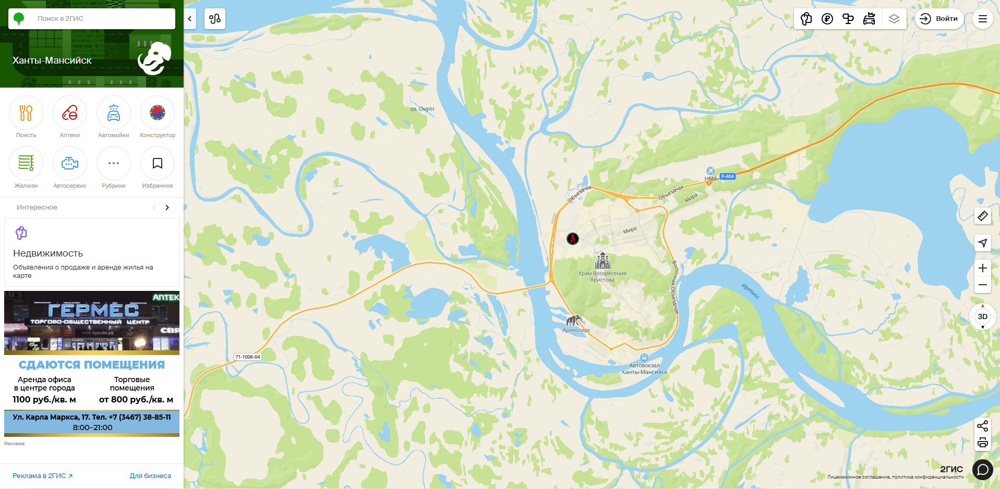 Поиск в 2ГИС
Ханты-Мансийск
Поесть
Аптеки
Автомойки
Конструктор
Жалюзи
Автосервис
Рубрики
Избранное
Интересное
Недвижимость
Объявления о продаже и аренде жилья на
карте
АПТЕК
ГЕРМЕС
ТОРГОВО-ОБЩЕСТВЕННЫЙ ЦЕНТР
СВЯ
СДАЮТСЯ ПОМЕЩЕНИЯ
Аренда офиса
в центре города
1100 руб./кв. м
Торговые
помещения
от 800 руб./кв. м
Ул. Карла Маркса, 17. Тел. +7 (3467) 38-85-11
8:00–21:00
Реклама
Реклама в 2ГИС
Для бизнеса
Войти
оз. Омут
НМА
Р-404
Объездная
Объездная
Мира
Мира
Храм Воскресения
Христова
Восточная Объездная
Иртыш
Археопарк
71-100К-04
Автовокзал
Ханты-Мансийск
3D
2ГИС
Лицензионное соглашение, политика конфиденциальности